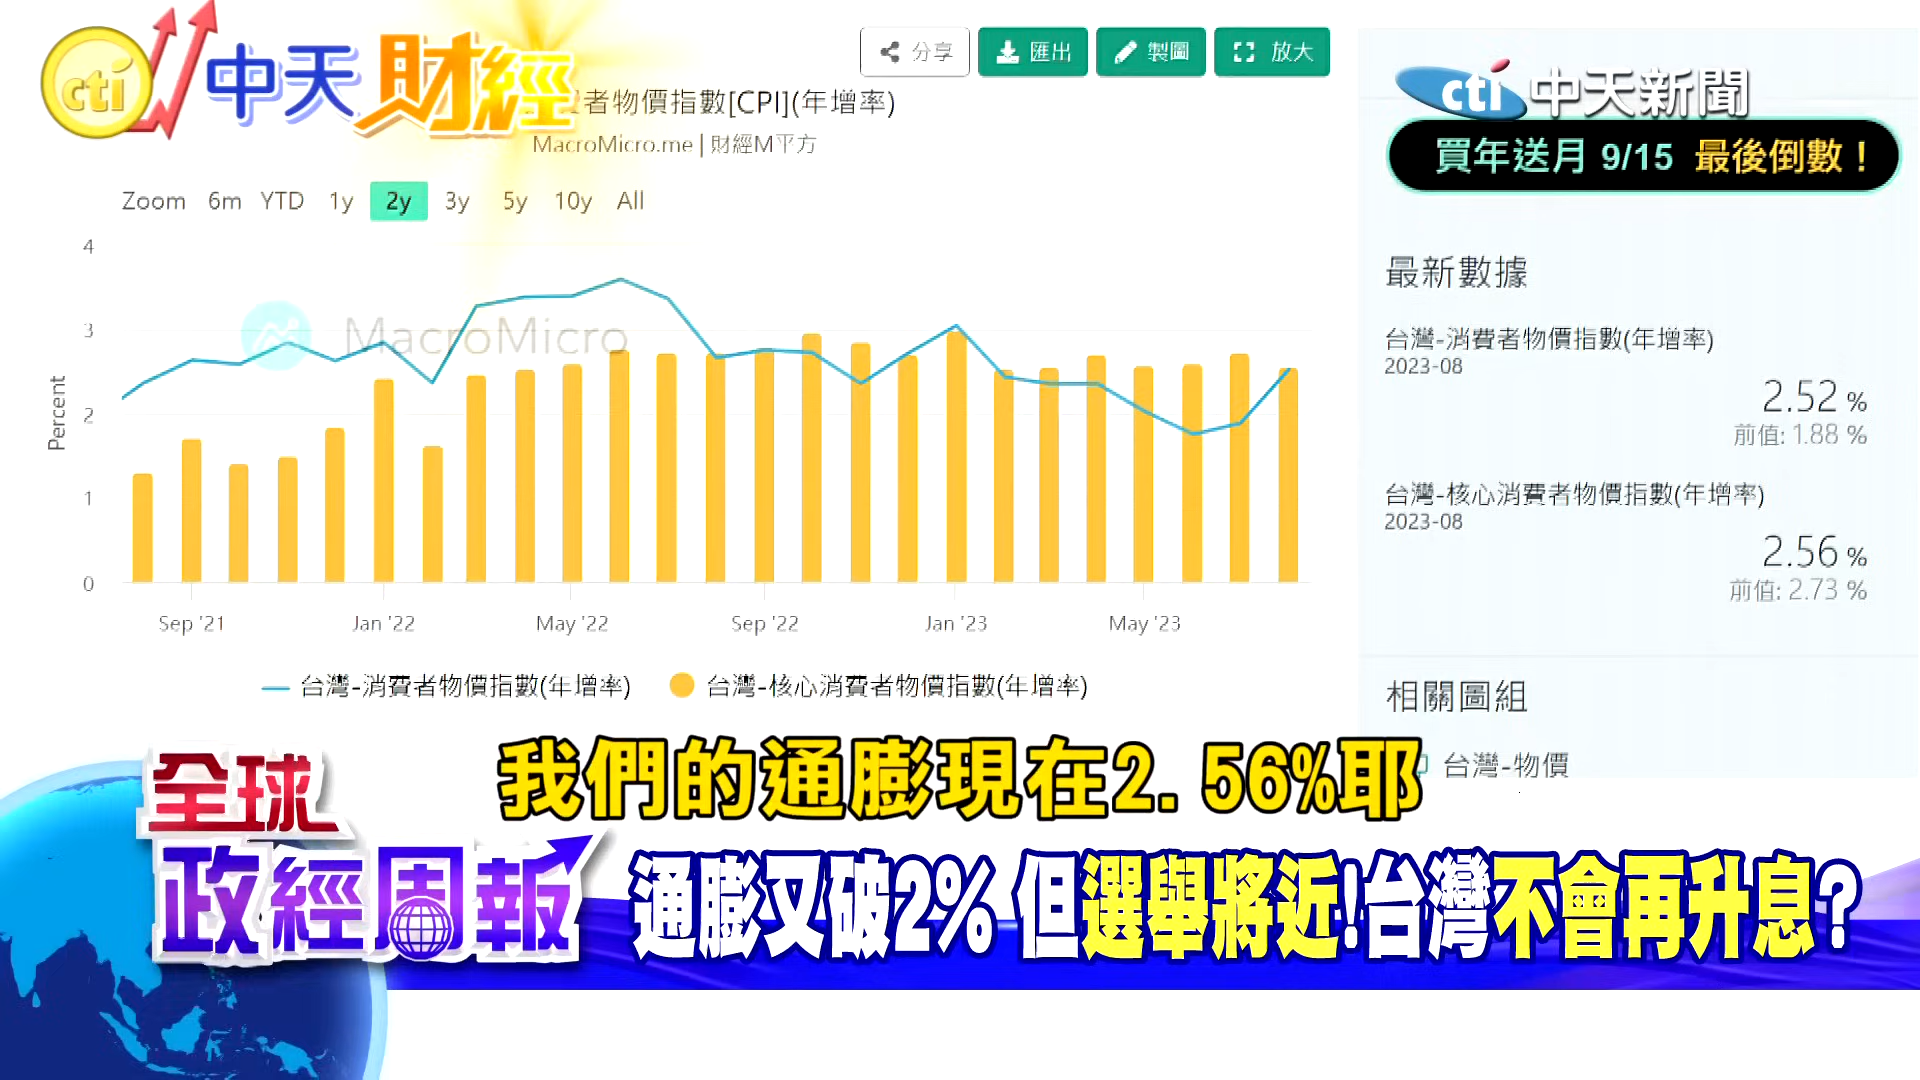 cti 中天財經
分享 匯出 製圖 放大
費者物價指數[CPI](年增率)
MacroMicro.me | 財經M平方
Zoom 6m YTD 1y 2y 3y 5y 10y All
4
3
2
1
0
Percent
MacroMicro
Sep '21 Jan '22 May '22 Sep '22 Jan '23 May '23
台灣-消費者物價指數(年增率) 台灣-核心消費者物價指數(年增率)
cti 中天新聞
買年送月 9/15 最後倒數！
最新數據
台灣-消費者物價指數(年增率)
2023-08
2.52 %
前值: 1.88 %
台灣-核心消費者物價指數(年增率)
2023-08
2.56 %
前值: 2.73 %
相關圖組
台灣-物價
我們的通膨現在2.56%耶
全球
政經周報
通膨又破2% 但選舉將近!台灣不會再升息?